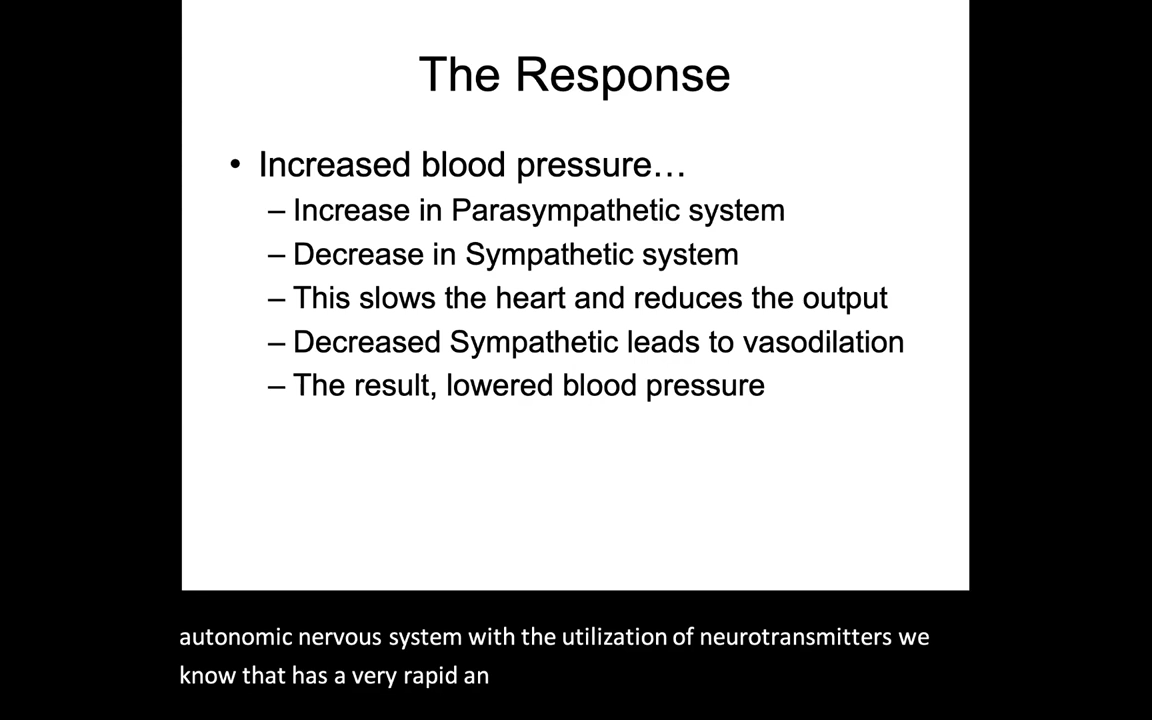 The Response
• Increased blood pressure…
– Increase in Parasympathetic system
– Decrease in Sympathetic system
– This slows the heart and reduces the output
– Decreased Sympathetic leads to vasodilation
– The result, lowered blood pressure
autonomic nervous system with the utilization of neurotransmitters we
know that has a very rapid an